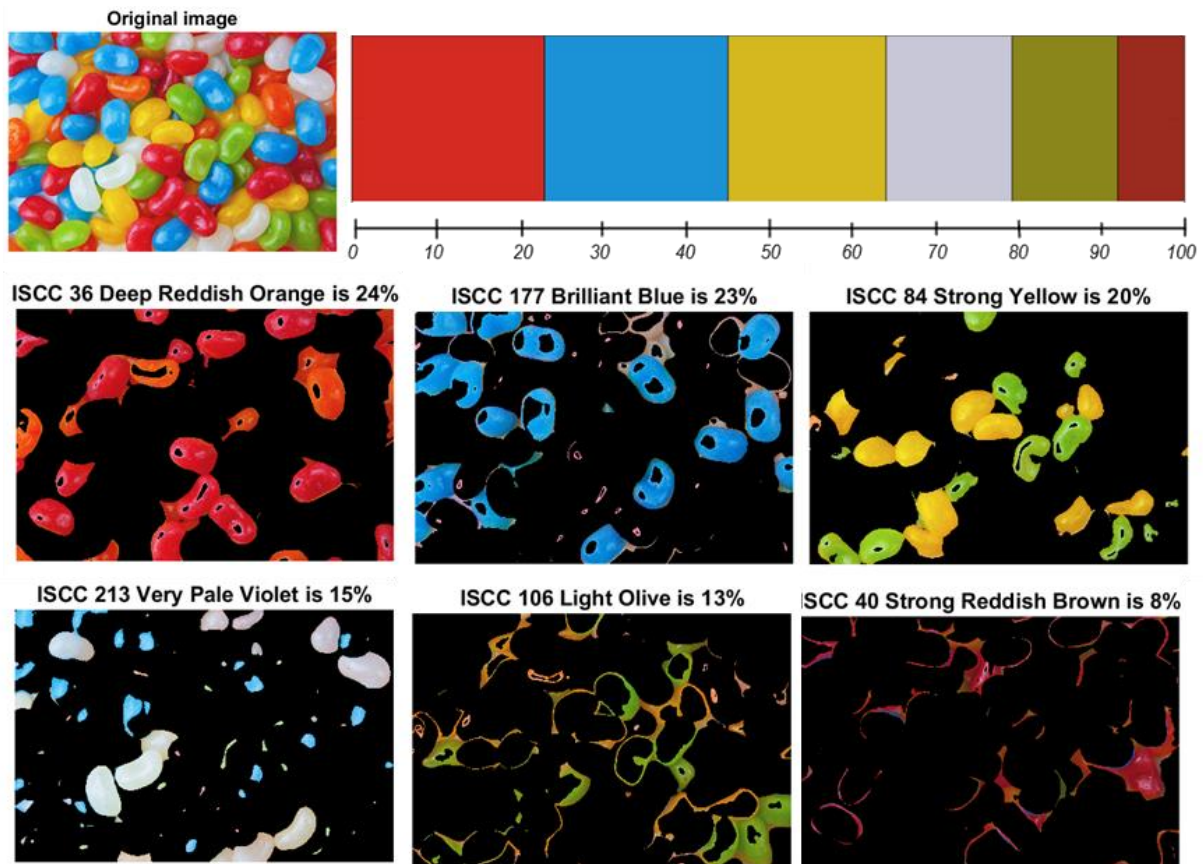 Original image
0 10 20 30 40 50 60 70 80 90 100
ISCC 36 Deep Reddish Orange is 24%
ISCC 177 Brilliant Blue is 23%
ISCC 84 Strong Yellow is 20%
ISCC 213 Very Pale Violet is 15%
ISCC 106 Light Olive is 13%
ISCC 40 Strong Reddish Brown is 8%